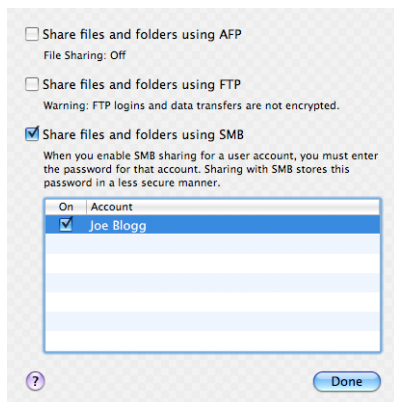 Share files and folders using AFP
File Sharing: Off
Share files and folders using FTP
Warning: FTP logins and data transfers are not encrypted.
Share files and folders using SMB
When you enable SMB sharing for a user account, you must enter
the password for that account. Sharing with SMB stores this
password in a less secure manner.
On Account
Joe Blogg
? Done